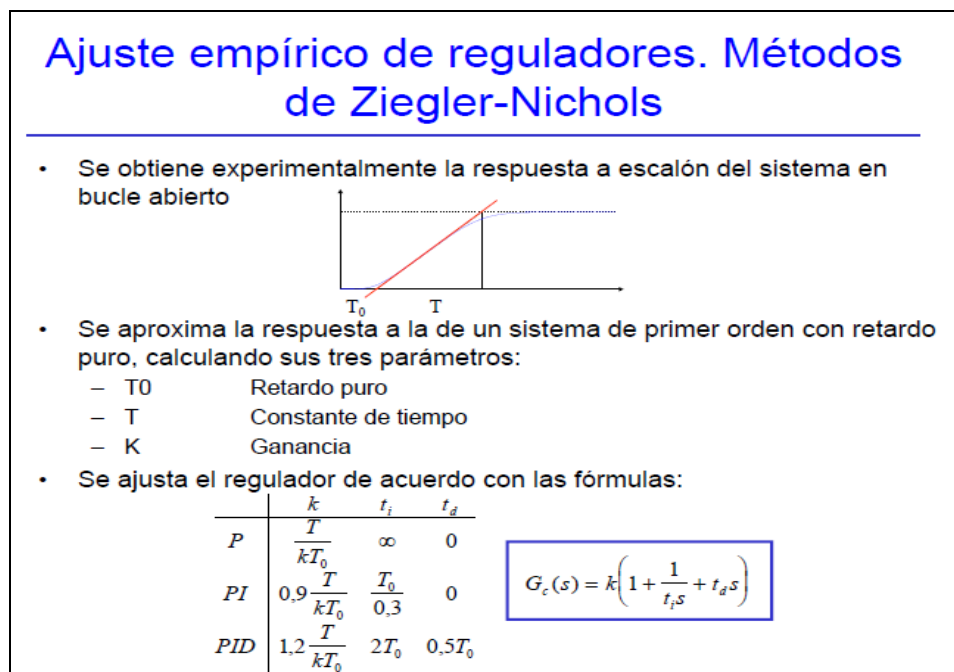 Ajuste empírico de reguladores. Métodos
de Ziegler-Nichols
• Se obtiene experimentalmente la respuesta a escalón del sistema en
bucle abierto
T₀ T
• Se aproxima la respuesta a la de un sistema de primer orden con retardo
puro, calculando sus tres parámetros:
– T0 Retardo puro
– T Constante de tiempo
– K Ganancia
• Se ajusta el regulador de acuerdo con las fórmulas:
k tᵢ t_d
P T/(kT₀) ∞ 0
PI 0,9 T/(kT₀) T₀/0,3 0
PID 1,2 T/(kT₀) 2T₀ 0,5T₀
G_c(s) = k(1 + 1/(tᵢs) + t_d s)